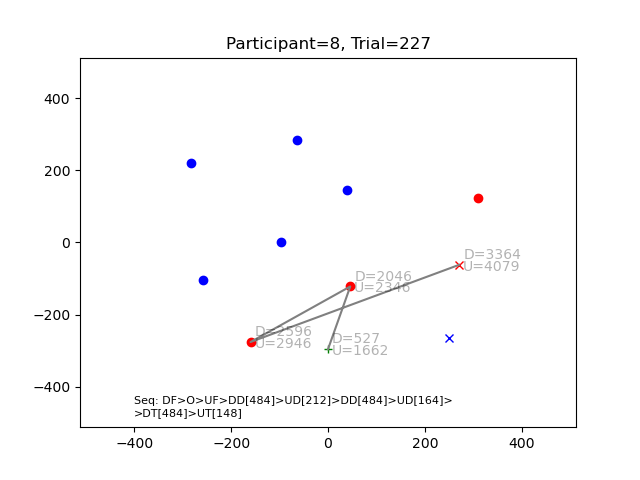 Participant=8, Trial=227
400
200
0
−200
−400
D=3364
U=4079
D=2046
U=2346
D=2596
U=2946
D=527
U=1662
Seq: DF>O>UF>DD[484]>UD[212]>DD[484]>UD[164]>
>DT[484]>UT[148]
−400
−200
0
200
400